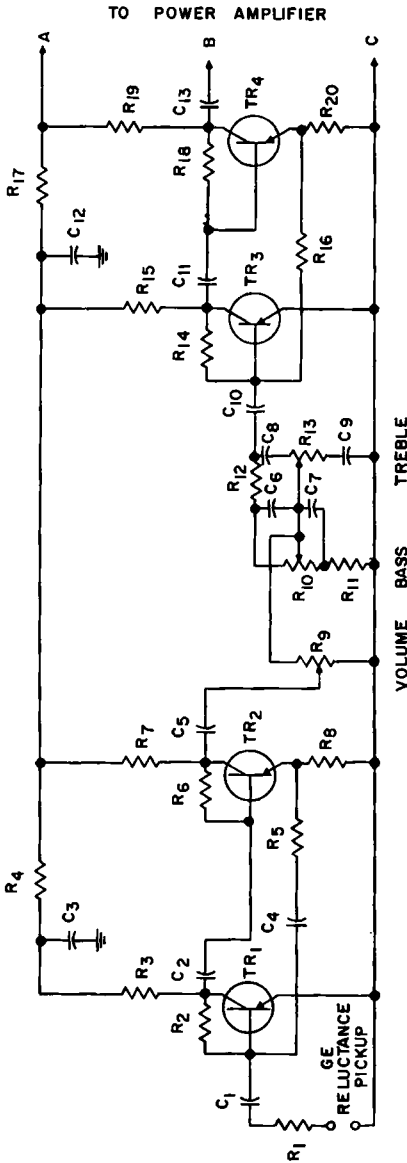 TO POWER AMPLIFIER
A
B
C
R4
R17
C3
C12
R3
R7
R15
R19
C2
C5
C11
C13
R2
R6
R14
R18
TR1
TR2
TR3
TR4
C1
C4
R5
R8
R9
C10
R12
C8
C6
R13
C7
C9
R10
R11
R16
R20
R1
GE
RELUCTANCE
PICKUP
VOLUME BASS TREBLE